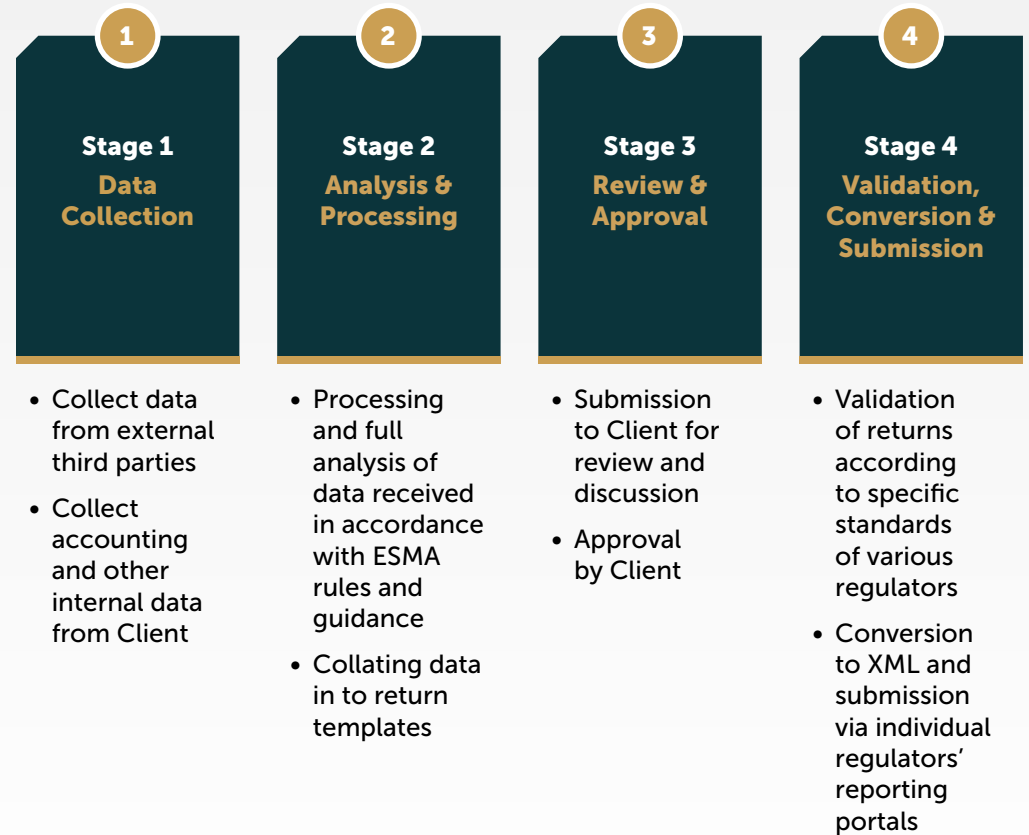 1
Stage 1
Data
Collection
• Collect data
from external
third parties
• Collect
accounting
and other
internal data
from Client
2
Stage 2
Analysis &
Processing
• Processing
and full
analysis of
data received
in accordance
with ESMA
rules and
guidance
• Collating data
in to return
templates
3
Stage 3
Review &
Approval
• Submission
to Client for
review and
discussion
• Approval
by Client
4
Stage 4
Validation,
Conversion &
Submission
• Validation
of returns
according
to specific
standards
of various
regulators
• Conversion
to XML and
submission
via individual
regulators’
reporting
portals